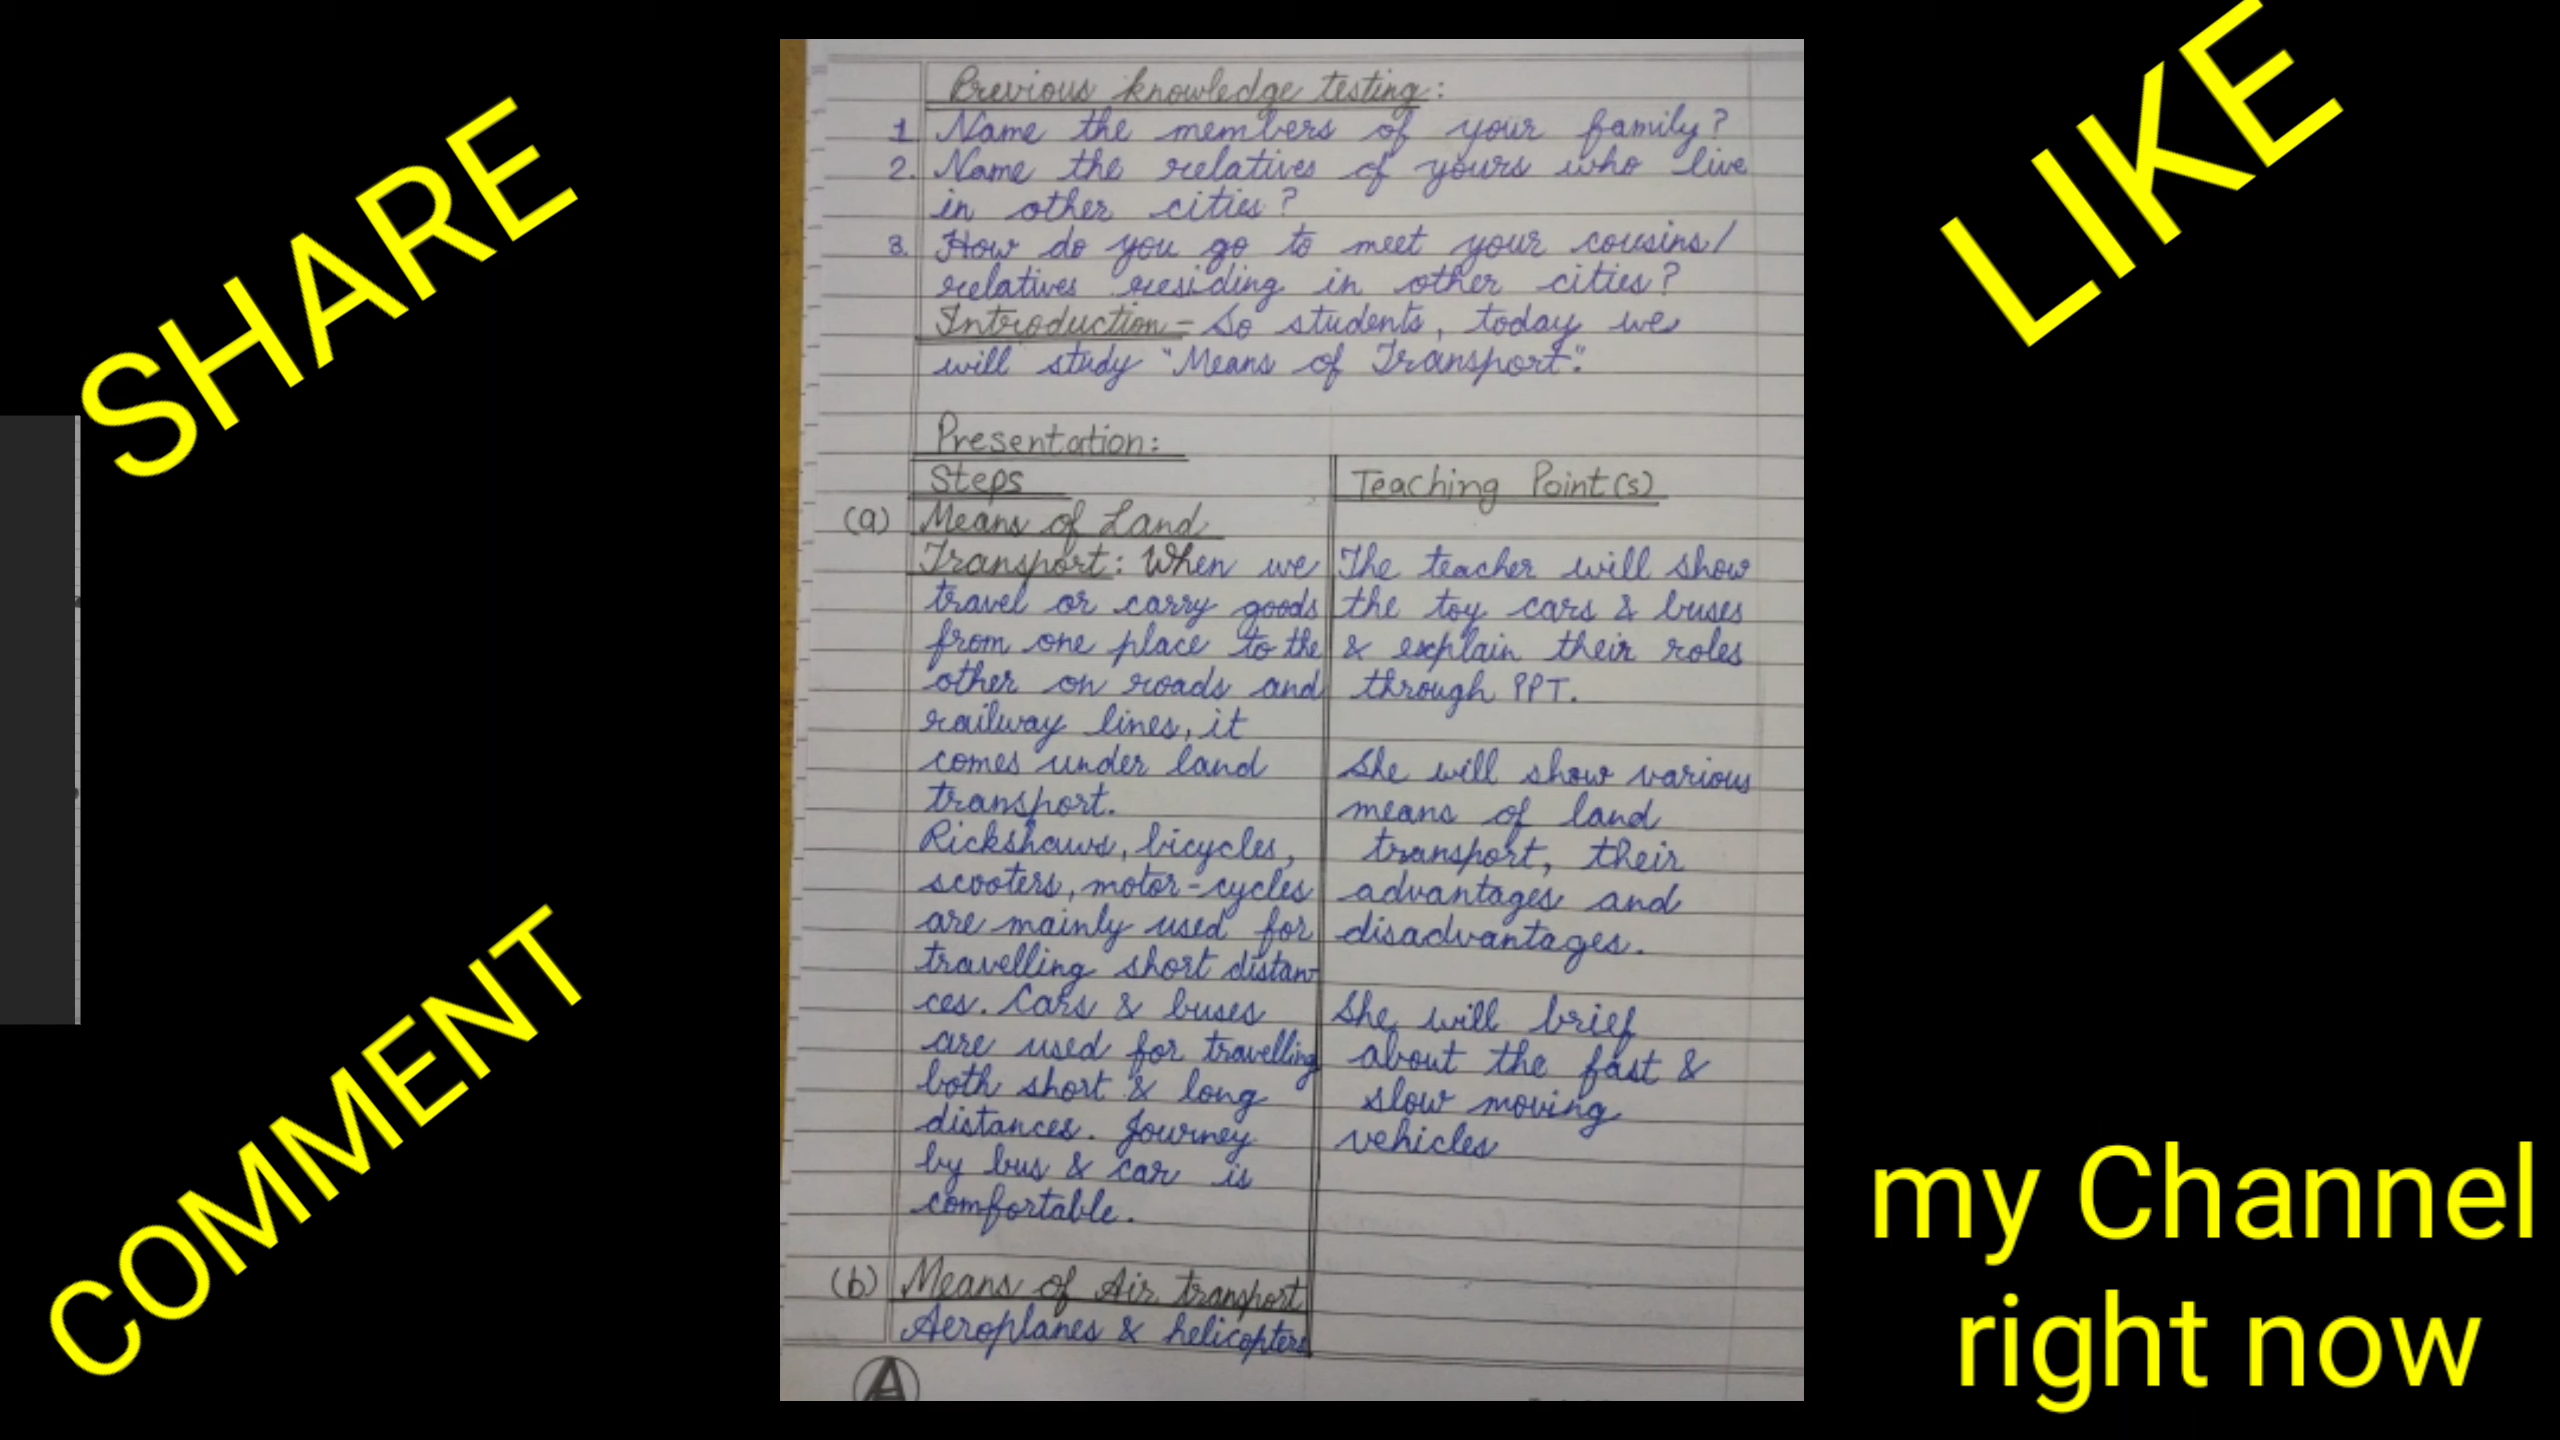 SHARE
LIKE
Previous knowledge testing:
1. Name the members of your family?
2. Name the relatives of yours who live
in other cities?
3. How do you go to meet your cousins/
relatives residing in other cities?
Introduction - So students, today we
will study "Means of Transport".
Presentation:
Steps
(a) Means of Land
Transport: When we
travel or carry goods
from one place to the
other on roads and
railway lines, it
comes under land
transport.
Rickshaws, bicycles,
scooters, motor-cycles
are mainly used for
travelling short distan-
ces. Cars & buses
are used for travelling
both short & long
distances. Journey
by bus & car is
comfortable.
(b) Means of Air transport
Aeroplanes & helicopters
Teaching Point(s)
The teacher will show
the toy cars & buses
& explain their roles
through PPT.
She will show various
means of land
transport, their
advantages and
disadvantages.
She will brief
about the fast &
slow moving
vehicles
A
COMMENT
my Channel
right now